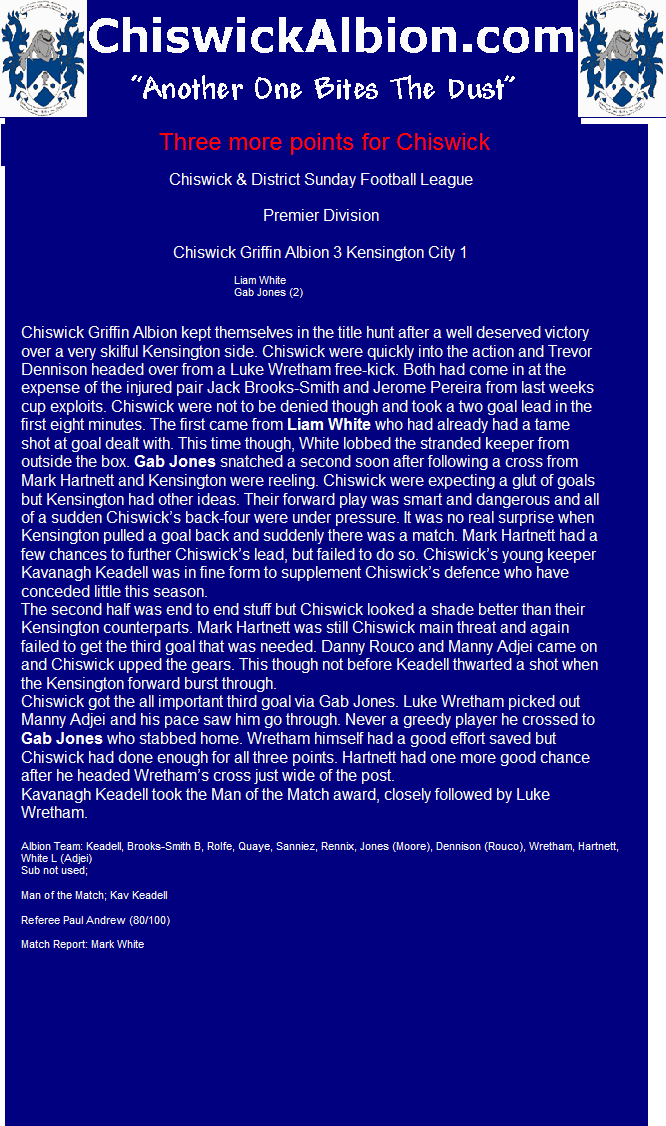 ChiswickAlbion.com
“Another One Bites The Dust”
Three more points for Chiswick
Chiswick & District Sunday Football League
Premier Division
Chiswick Griffin Albion 3 Kensington City 1
Liam White
Gab Jones (2)
Chiswick Griffin Albion kept themselves in the title hunt after a well deserved victory
over a very skilful Kensington side. Chiswick were quickly into the action and Trevor
Dennison headed over from a Luke Wretham free-kick. Both had come in at the
expense of the injured pair Jack Brooks-Smith and Jerome Pereira from last weeks
cup exploits. Chiswick were not to be denied though and took a two goal lead in the
first eight minutes. The first came from Liam White who had already had a tame
shot at goal dealt with. This time though, White lobbed the stranded keeper from
outside the box. Gab Jones snatched a second soon after following a cross from
Mark Hartnett and Kensington were reeling. Chiswick were expecting a glut of goals
but Kensington had other ideas. Their forward play was smart and dangerous and all
of a sudden Chiswick’s back-four were under pressure. It was no real surprise when
Kensington pulled a goal back and suddenly there was a match. Mark Hartnett had a
few chances to further Chiswick’s lead, but failed to do so. Chiswick’s young keeper
Kavanagh Keadell was in fine form to supplement Chiswick’s defence who have
conceded little this season.
The second half was end to end stuff but Chiswick looked a shade better than their
Kensington counterparts. Mark Hartnett was still Chiswick main threat and again
failed to get the third goal that was needed. Danny Rouco and Manny Adjei came on
and Chiswick upped the gears. This though not before Keadell thwarted a shot when
the Kensington forward burst through.
Chiswick got the all important third goal via Gab Jones. Luke Wretham picked out
Manny Adjei and his pace saw him go through. Never a greedy player he crossed to
Gab Jones who stabbed home. Wretham himself had a good effort saved but
Chiswick had done enough for all three points. Hartnett had one more good chance
after he headed Wretham’s cross just wide of the post.
Kavanagh Keadell took the Man of the Match award, closely followed by Luke
Wretham.
Albion Team: Keadell, Brooks-Smith B, Rolfe, Quaye, Sanniez, Rennix, Jones (Moore), Dennison (Rouco), Wretham, Hartnett,
White L (Adjei)
Sub not used;
Man of the Match; Kav Keadell
Referee Paul Andrew (80/100)
Match Report: Mark White